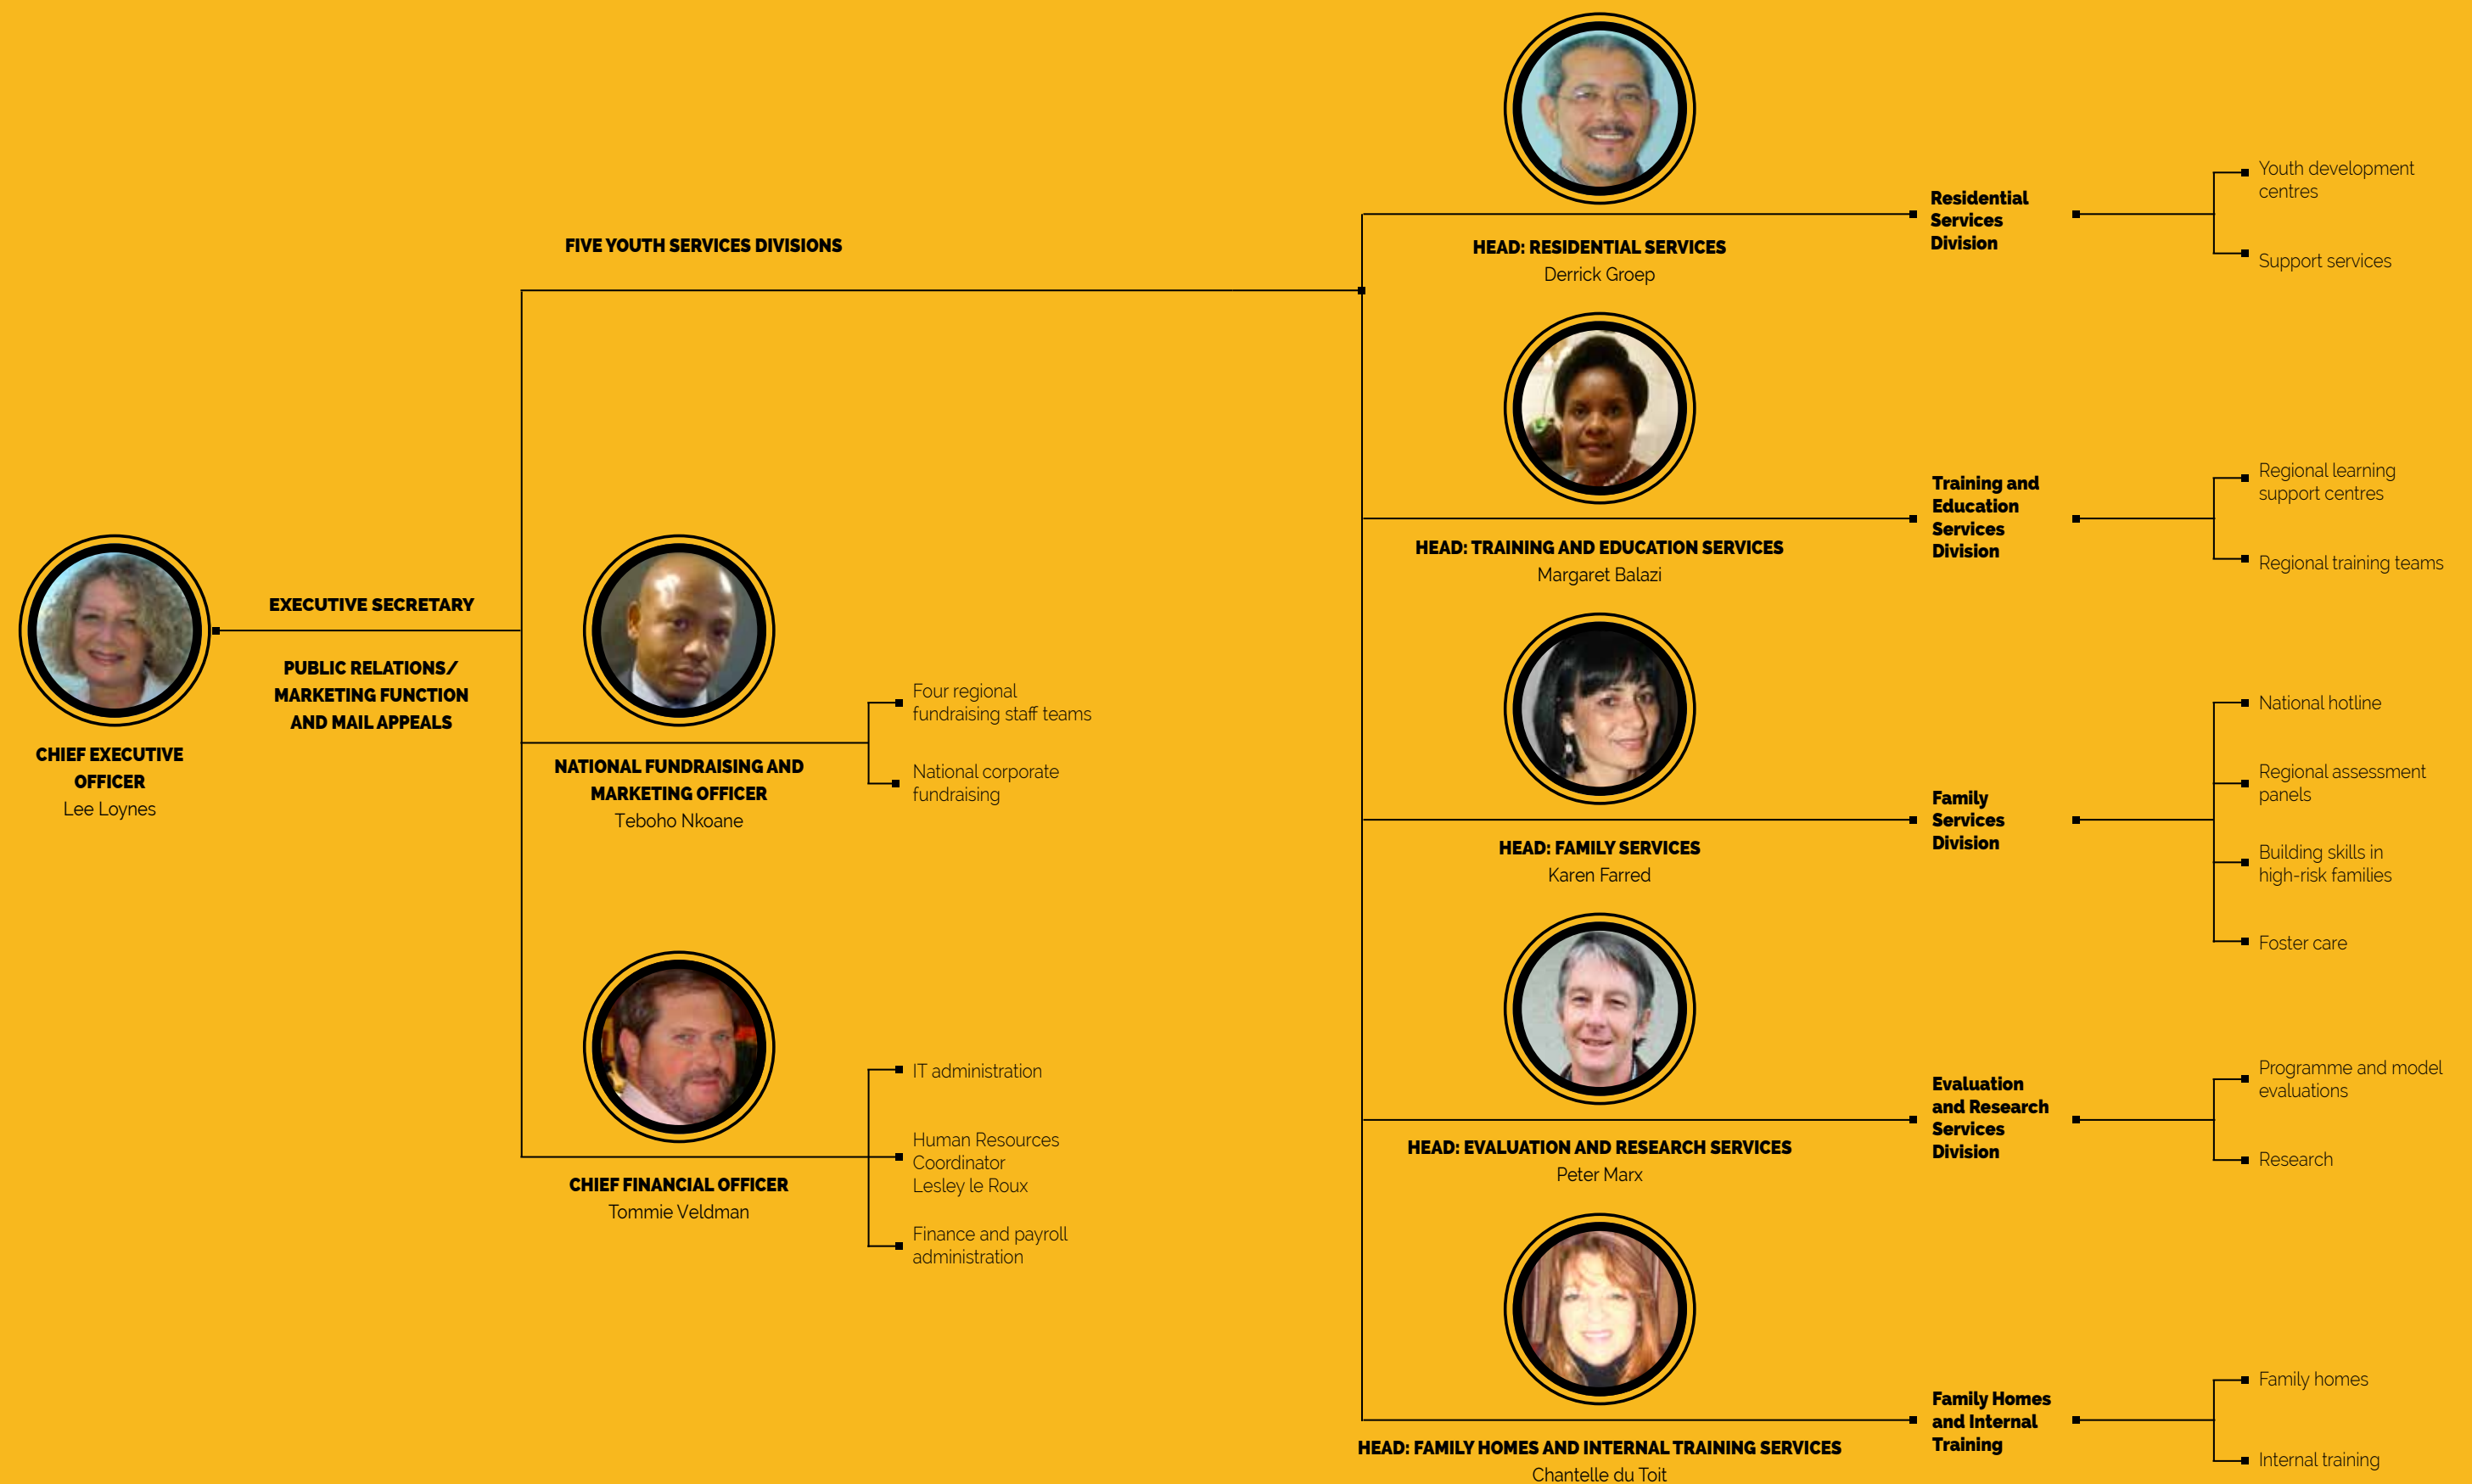 FIVE YOUTH SERVICES DIVISIONS
EXECUTIVE SECRETARY
PUBLIC RELATIONS/
MARKETING FUNCTION
AND MAIL APPEALS
CHIEF EXECUTIVE
OFFICER
Lee Loynes
NATIONAL FUNDRAISING AND
MARKETING OFFICER
Teboho Nkoane
Four regional
fundraising staff teams
National corporate
fundraising
CHIEF FINANCIAL OFFICER
Tommie Veldman
IT administration
Human Resources
Coordinator
Lesley le Roux
Finance and payroll
administration
HEAD: RESIDENTIAL SERVICES
Derrick Groep
Residential
Services
Division
Youth development
centres
Support services
HEAD: TRAINING AND EDUCATION SERVICES
Margaret Balazi
Training and
Education
Services
Division
Regional learning
support centres
Regional training teams
HEAD: FAMILY SERVICES
Karen Farred
Family
Services
Division
National hotline
Regional assessment
panels
Building skills in
high-risk families
Foster care
HEAD: EVALUATION AND RESEARCH SERVICES
Peter Marx
Evaluation
and Research
Services
Division
Programme and model
evaluations
Research
HEAD: FAMILY HOMES AND INTERNAL TRAINING SERVICES
Chantelle du Toit
Family Homes
and Internal
Training
Family homes
Internal training